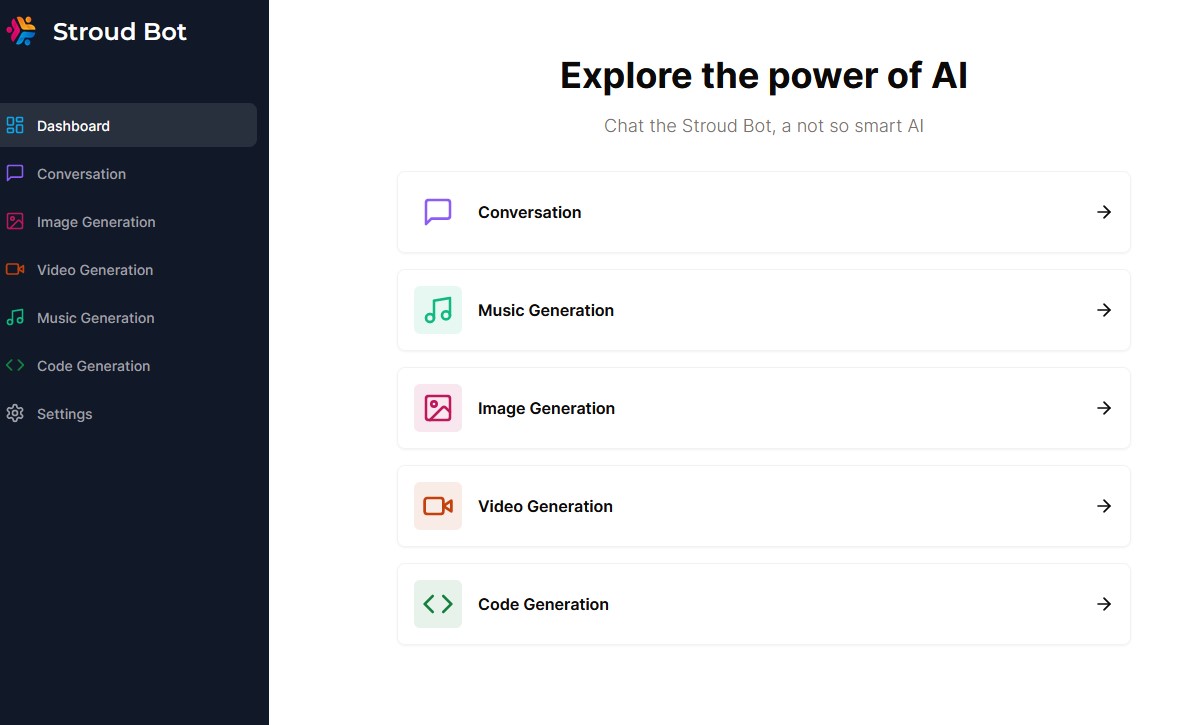 Stroud Bot
Dashboard
Conversation
Image Generation
Video Generation
Music Generation
Code Generation
Settings
Explore the power of AI
Chat the Stroud Bot, a not so smart AI
Conversation
Music Generation
Image Generation
Video Generation
Code Generation